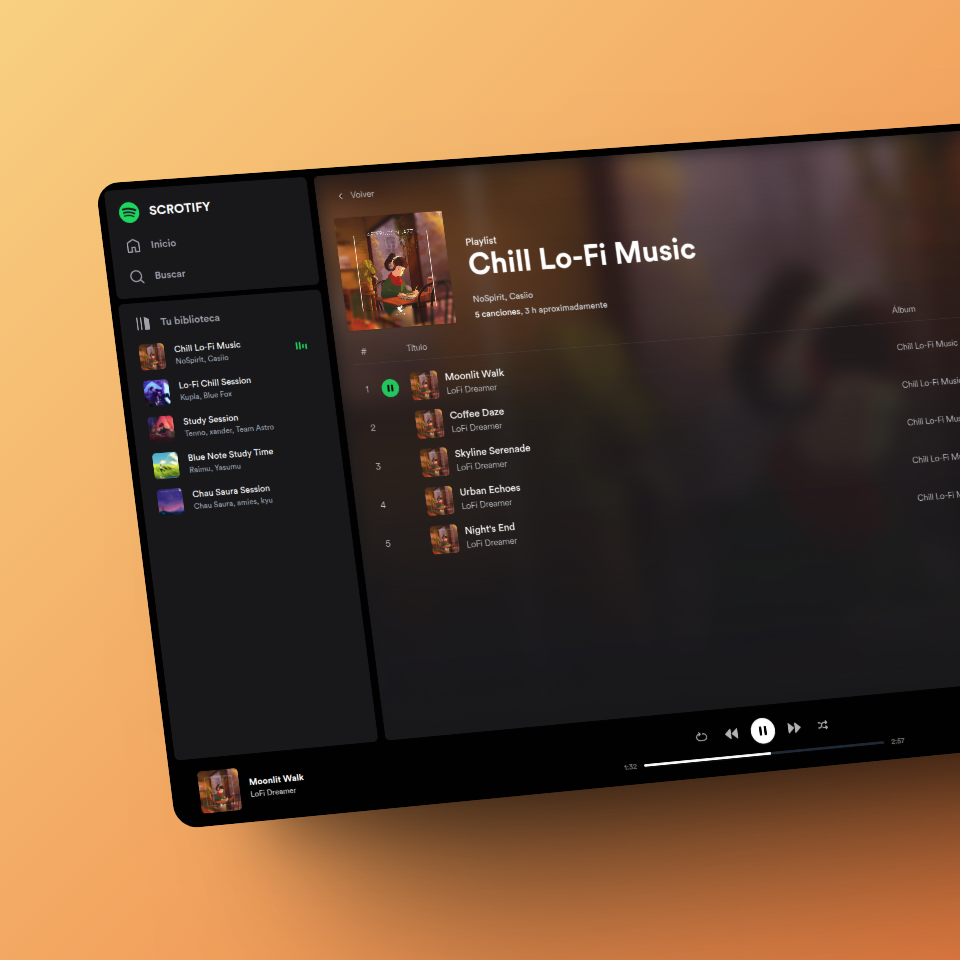 SCROTIFY
Inicio
Buscar
Tu biblioteca
Chill Lo-Fi Music
NoSpirit, Casiio
Lo-Fi Chill Session
Kupla, Blue Fox
Study Session
Tenno, xander, Team Astro
Blue Note Study Time
Raimu, Yasumu
Chau Saura Session
Chau Saura, amies, kyu
Volver
Playlist
Chill Lo-Fi Music
NoSpirit, Casiio
5 canciones, 3 h aproximadamente
# Título Álbum
1 Moonlit Walk Chill Lo-Fi Music
LoFi Dreamer
2 Coffee Daze Chill Lo-Fi Music
LoFi Dreamer
3 Skyline Serenade Chill Lo-Fi Mu
LoFi Dreamer
4 Urban Echoes Chill Lo-Fi M
LoFi Dreamer
5 Night's End Chill Lo-Fi M
LoFi Dreamer
Moonlit Walk
LoFi Dreamer
1:32 2:57